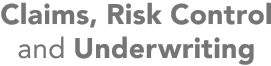 Claims, Risk Control
and Underwriting